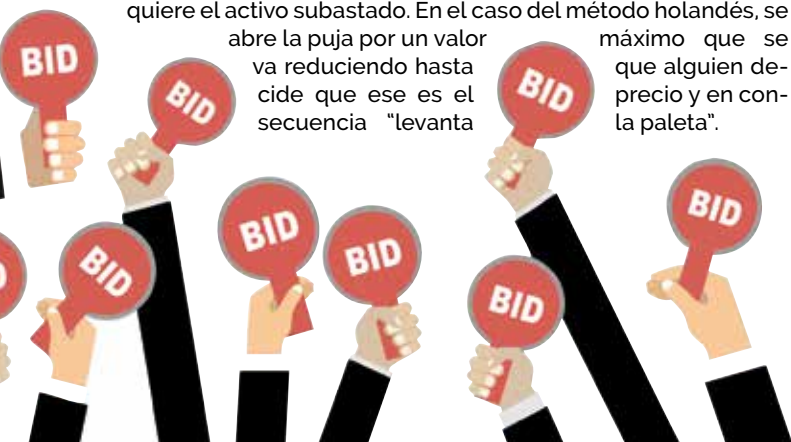 quiere el activo subastado. En el caso del método holandés, se
abre la puja por un valor máximo que se
va reduciendo hasta que alguien de-
cide que ese es el precio y en con-
secuencia “levanta la paleta”.
BID
BID
BID
BID
BID
BID
BID
BID